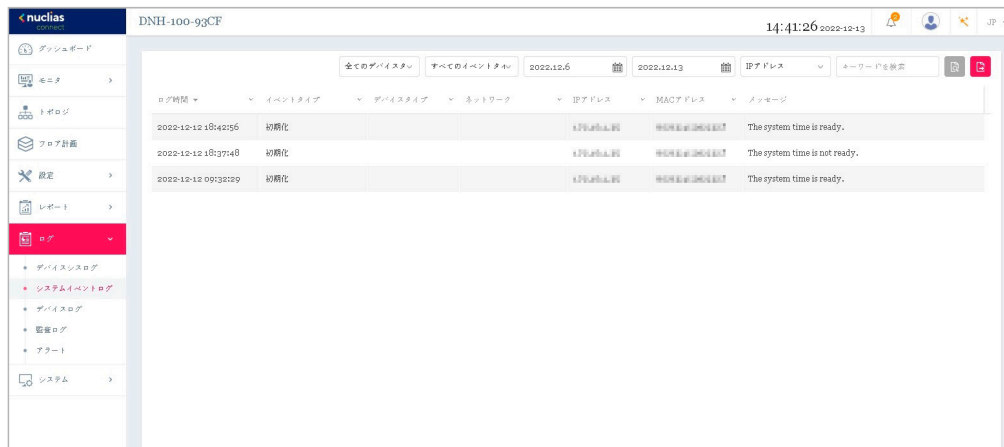 nuclias
connect
DNH-100-93CF
14:41:26 2022-12-13
JP
ダッシュボード
モニタ
トポロジ
フロア計画
設定
レポート
ログ
デバイスシスログ
システムイベントログ
デバイスログ
監査ログ
アラート
システム
全てのデバイスタ
すべてのイベントタイ
2022.12.6
2022.12.13
IPアドレス
キーワードを検索
ログ時間 イベントタイプ デバイスタイプ ネットワーク IPアドレス MACアドレス メッセージ
2022-12-12 18:42:56 初期化 The system time is ready.
2022-12-12 18:37:48 初期化 The system time is not ready.
2022-12-12 09:32:29 初期化 The system time is ready.